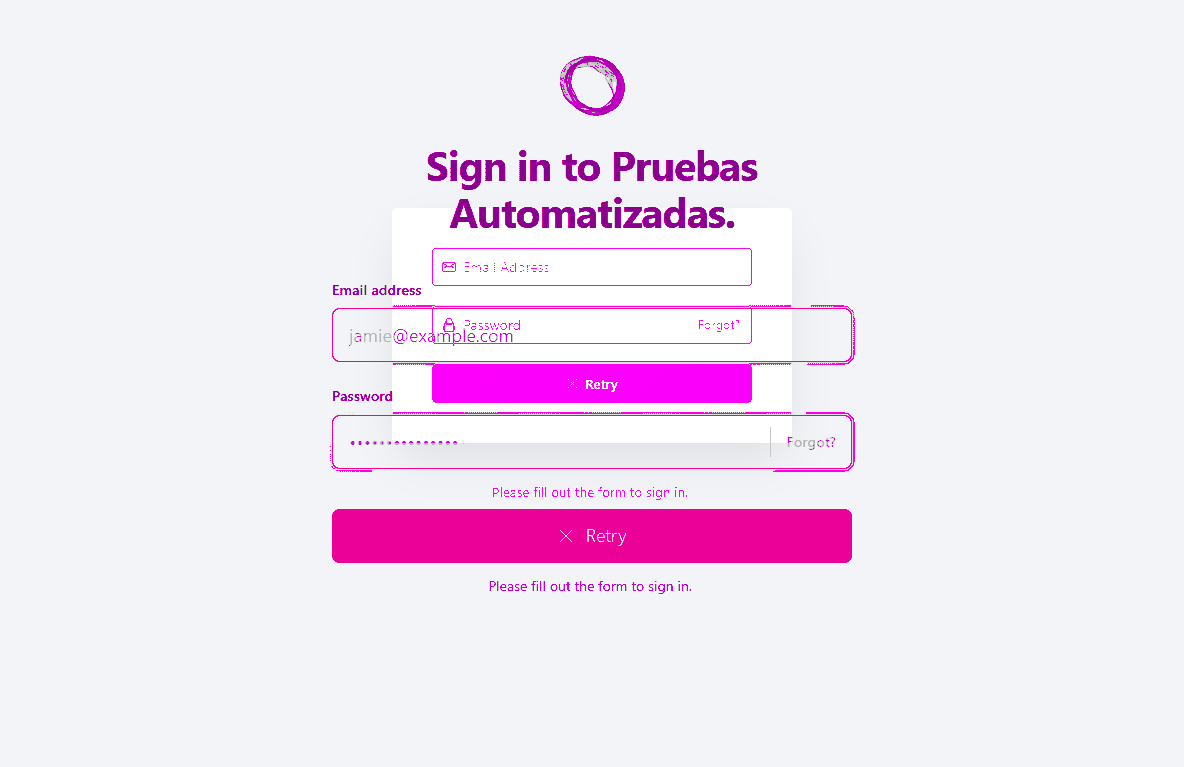 Sign in to Pruebas
Automatizadas.
Email Address
Email address
Password Forgot?
jamie@example.com
Retry
Password
•••••••••••••• Forgot?
Please fill out the form to sign in.
Retry
Please fill out the form to sign in.